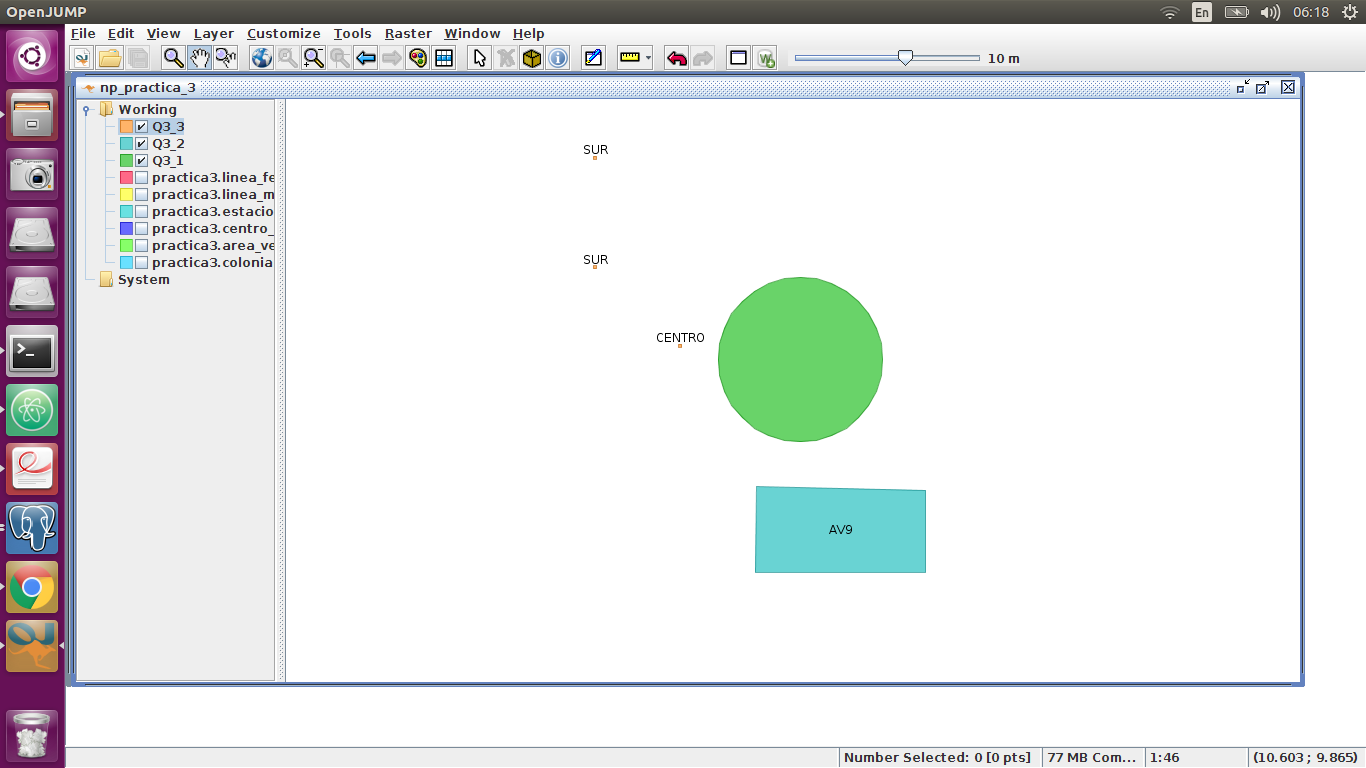 OpenJUMP
En
06:18
File Edit View Layer Customize Tools Raster Window Help
10 m
np_practica_3
Working
Q3_3
Q3_2
Q3_1
practica3.linea_fe
practica3.linea_m
practica3.estacio
practica3.centro_
practica3.area_ve
practica3.colonia
System
SUR
SUR
CENTRO
AV9
Number Selected: 0 [0 pts]
77 MB Com...
1:46
(10.603 ; 9.865)